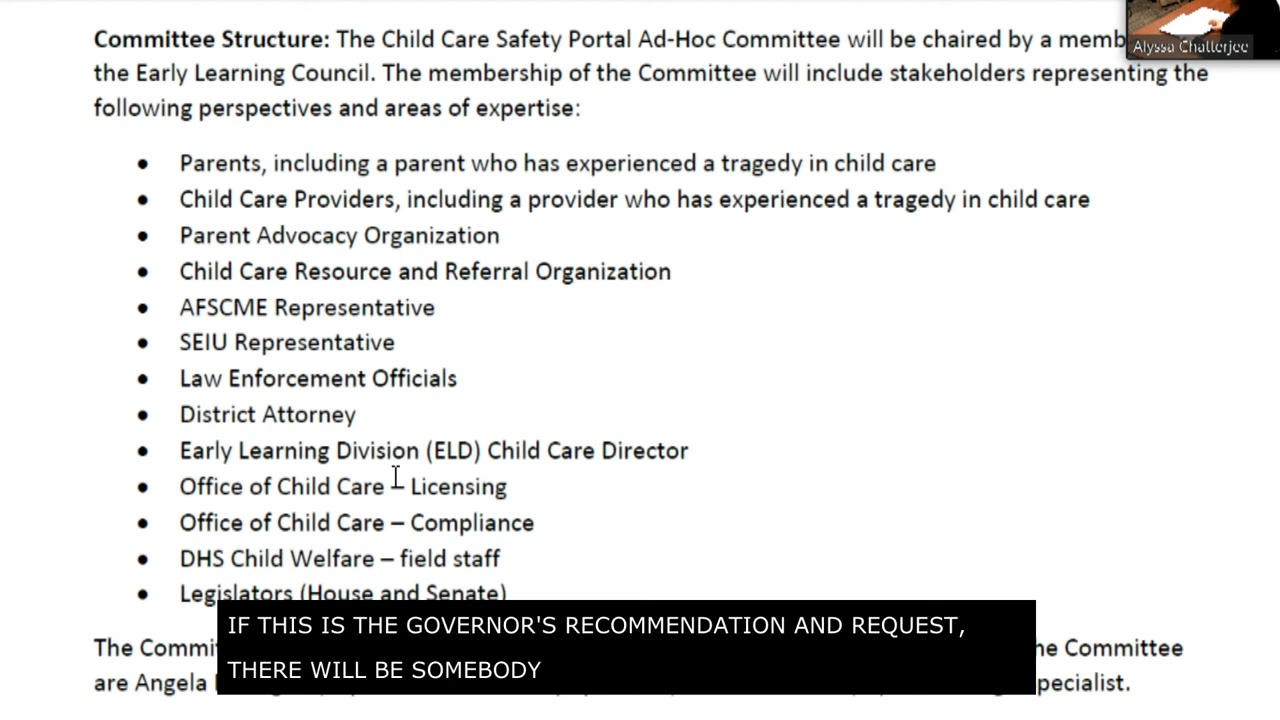 Alyssa Chatterjee
Committee Structure: The Child Care Safety Portal Ad-Hoc Committee will be chaired by a
the Early Learning Council. The membership of the Committee will include stakeholders representing the
following perspectives and areas of expertise:
• Parents, including a parent who has experienced a tragedy in child care
• Child Care Providers, including a provider who has experienced a tragedy in child care
• Parent Advocacy Organization
• Child Care Resource and Referral Organization
• AFSCME Representative
• SEIU Representative
• Law Enforcement Officials
• District Attorney
• Early Learning Division (ELD) Child Care Director
• Office of Child Care – Licensing
• Office of Child Care – Compliance
• DHS Child Welfare – field staff
• Legislators (House and Senate)
IF THIS IS THE GOVERNOR'S RECOMMENDATION AND REQUEST,
THERE WILL BE SOMEBODY
The Committee
are Angela